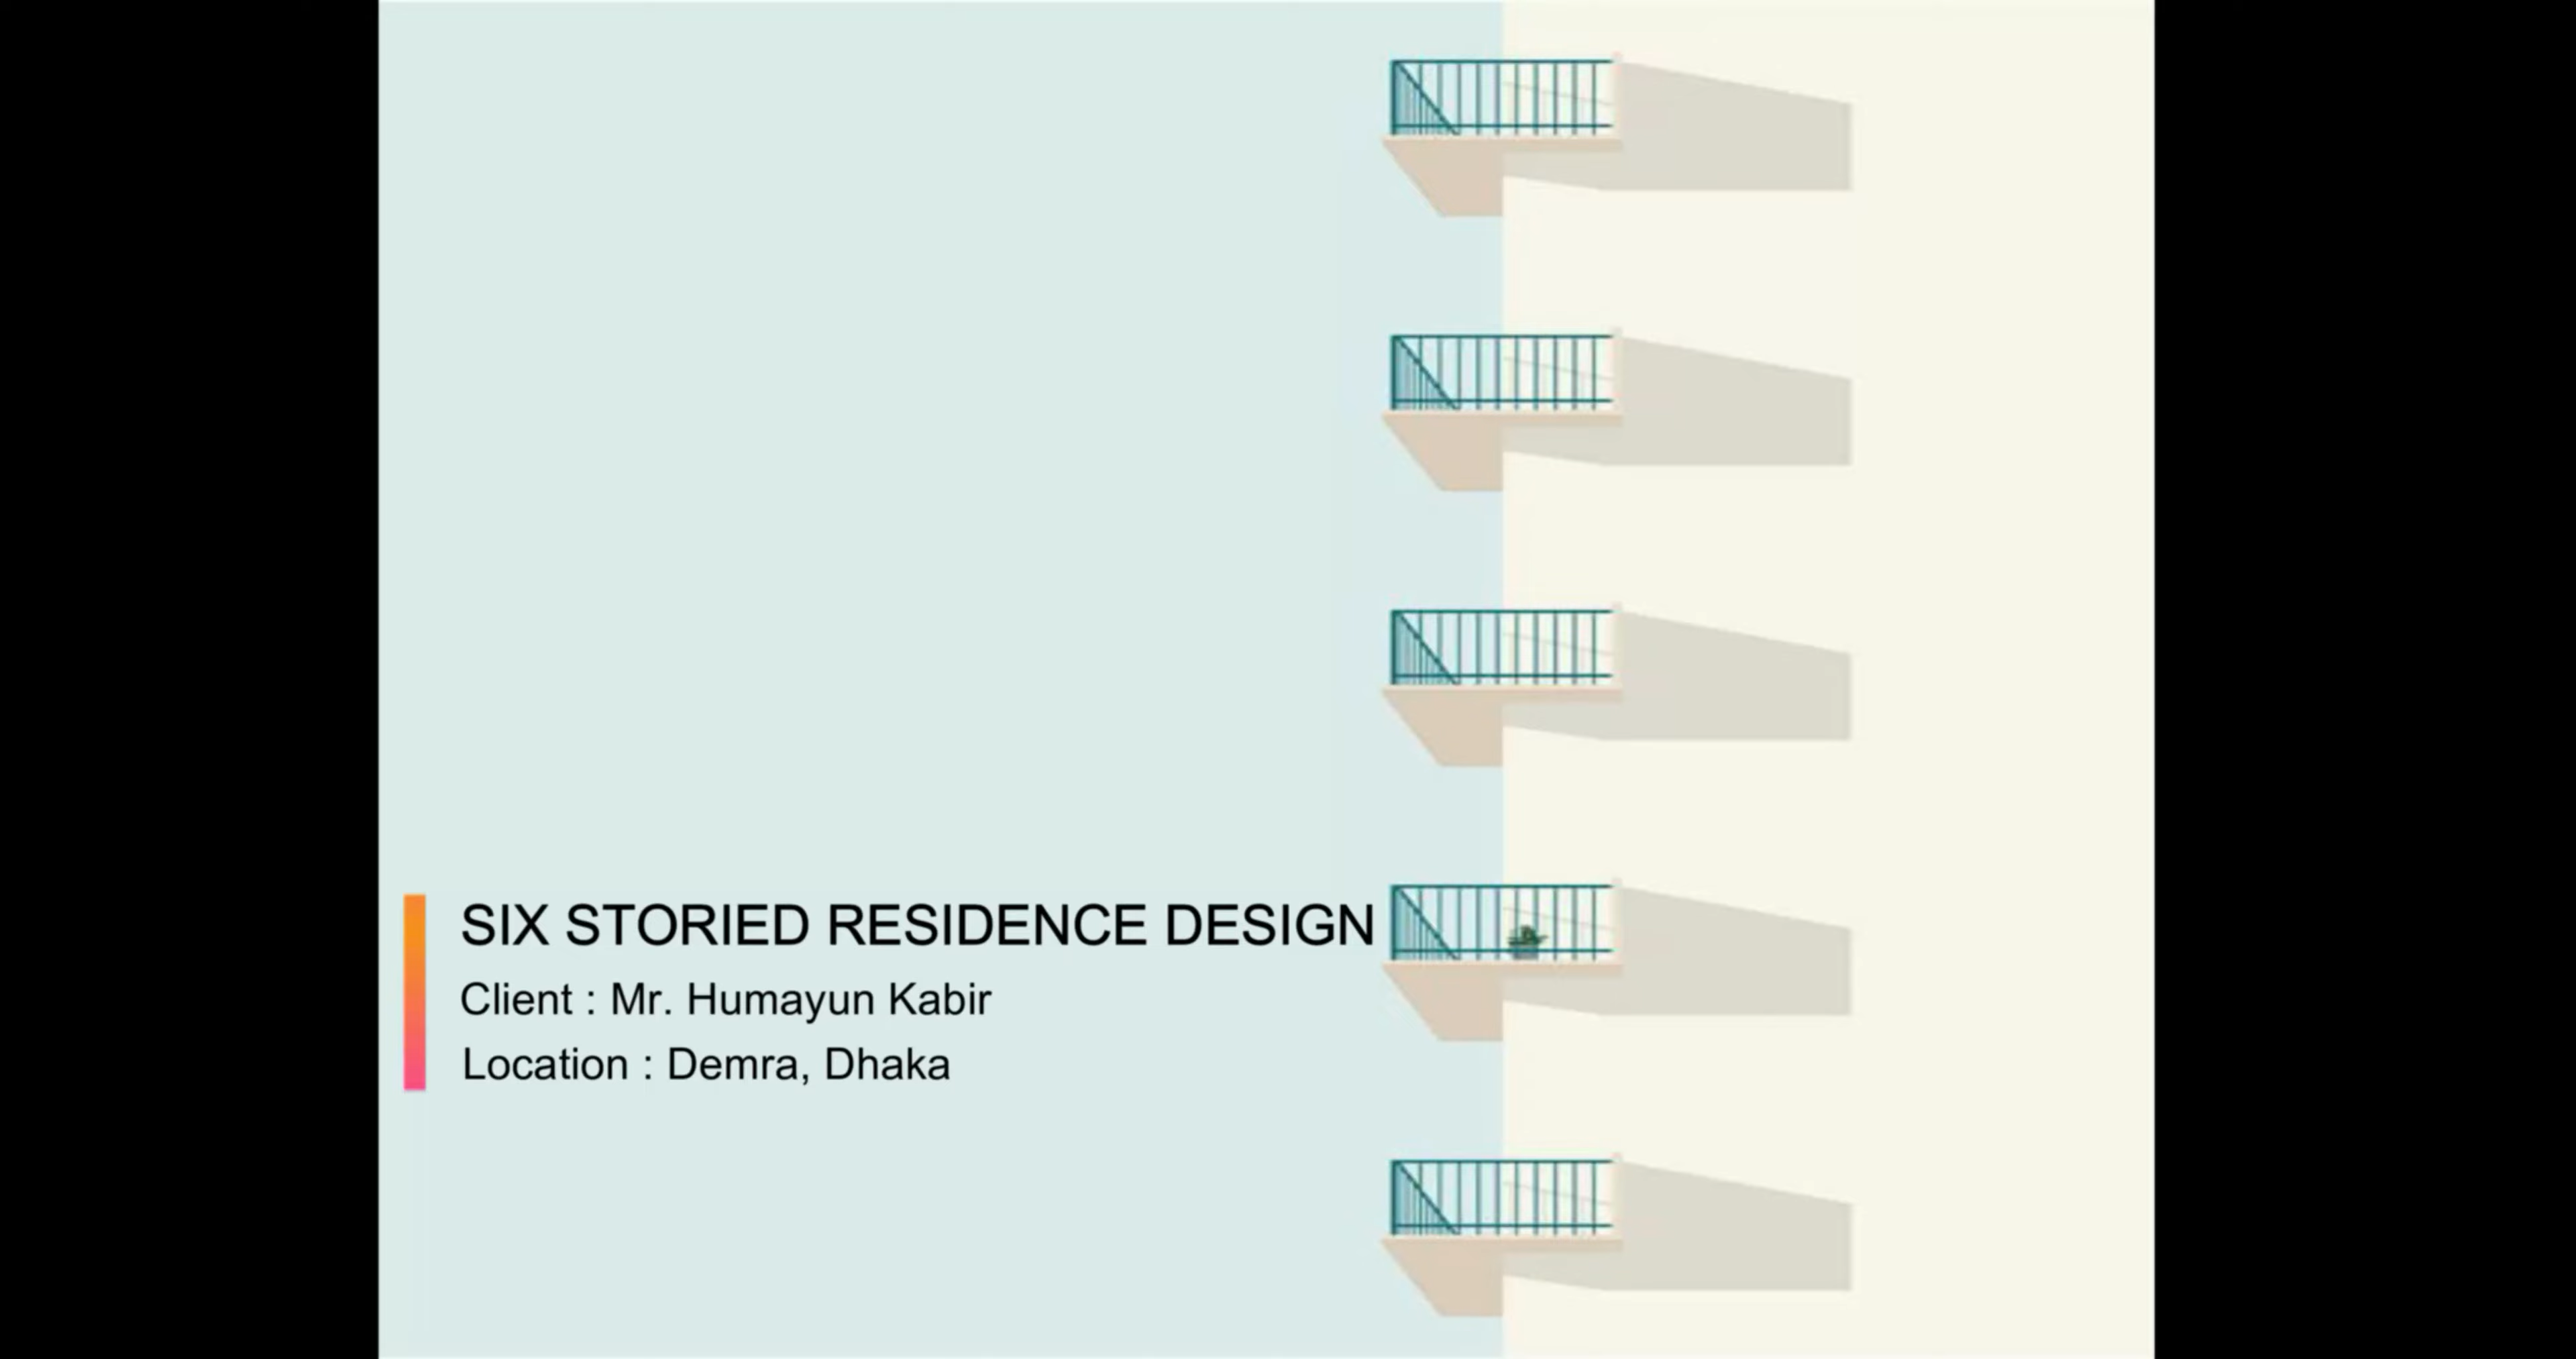 SIX STORIED RESIDENCE DESIGN
Client : Mr. Humayun Kabir
Location : Demra, Dhaka